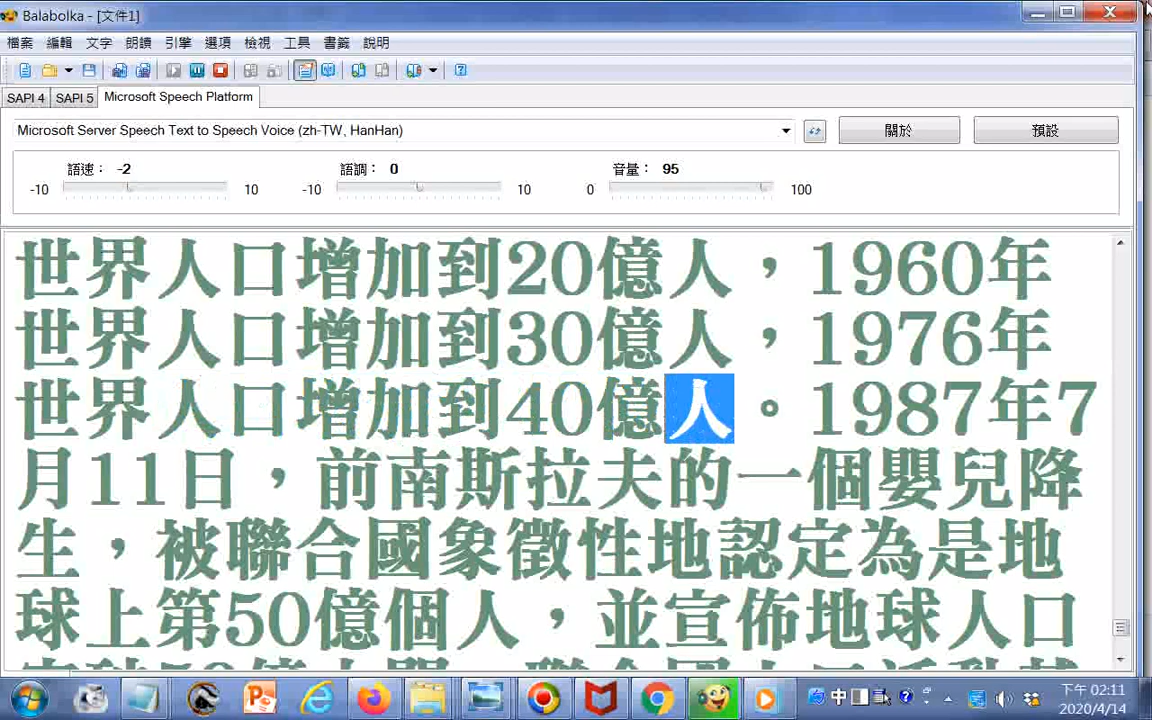 Balabolka - [文件1]
檔案 編輯 文字 朗讀 引擎 選項 檢視 工具 書籤 說明
SAPI 4 SAPI 5 Microsoft Speech Platform
Microsoft Server Speech Text to Speech Voice (zh-TW, HanHan) 關於 預設
語速： -2 語調： 0 音量： 95
-10 10 -10 10 0 100
世界人口增加到20億人，1960年
世界人口增加到30億人，1976年
世界人口增加到40億人。1987年7
月11日，前南斯拉夫的一個嬰兒降
生，被聯合國象徵性地認定為是地
球上第50億個人，並宣佈地球人口
中
下午 02:11
2020/4/14